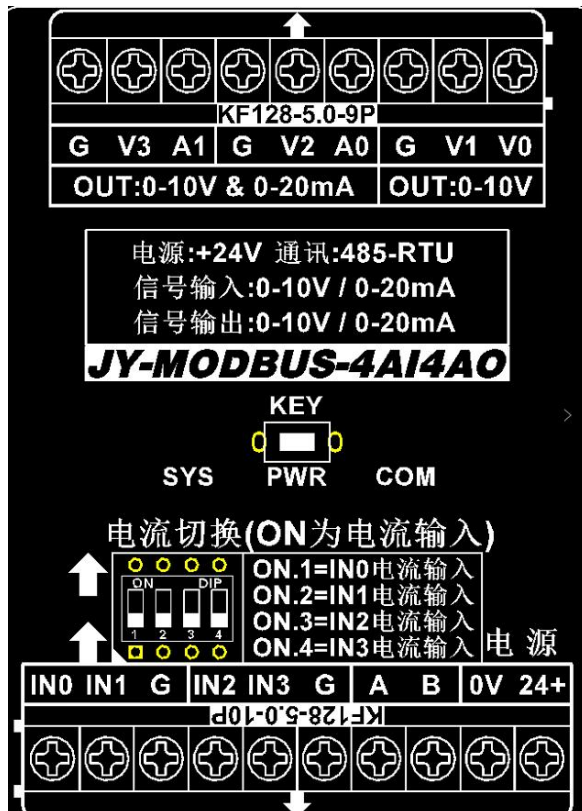 KF128-5.0-9P
G V3 A1 G V2 A0 G V1 V0
OUT:0-10V & 0-20mA OUT:0-10V
电源:+24V 通讯:485-RTU
信号输入:0-10V / 0-20mA
信号输出:0-10V / 0-20mA
JY-MODBUS-4AI4AO
KEY
SYS PWR COM
电流切换(ON为电流输入)
ON DIP
1 2 3 4
ON.1=IN0电流输入
ON.2=IN1电流输入
ON.3=IN2电流输入
ON.4=IN3电流输入
电 源
IN0 IN1 G IN2 IN3 G A B 0V 24+
KF128-5.0-10P